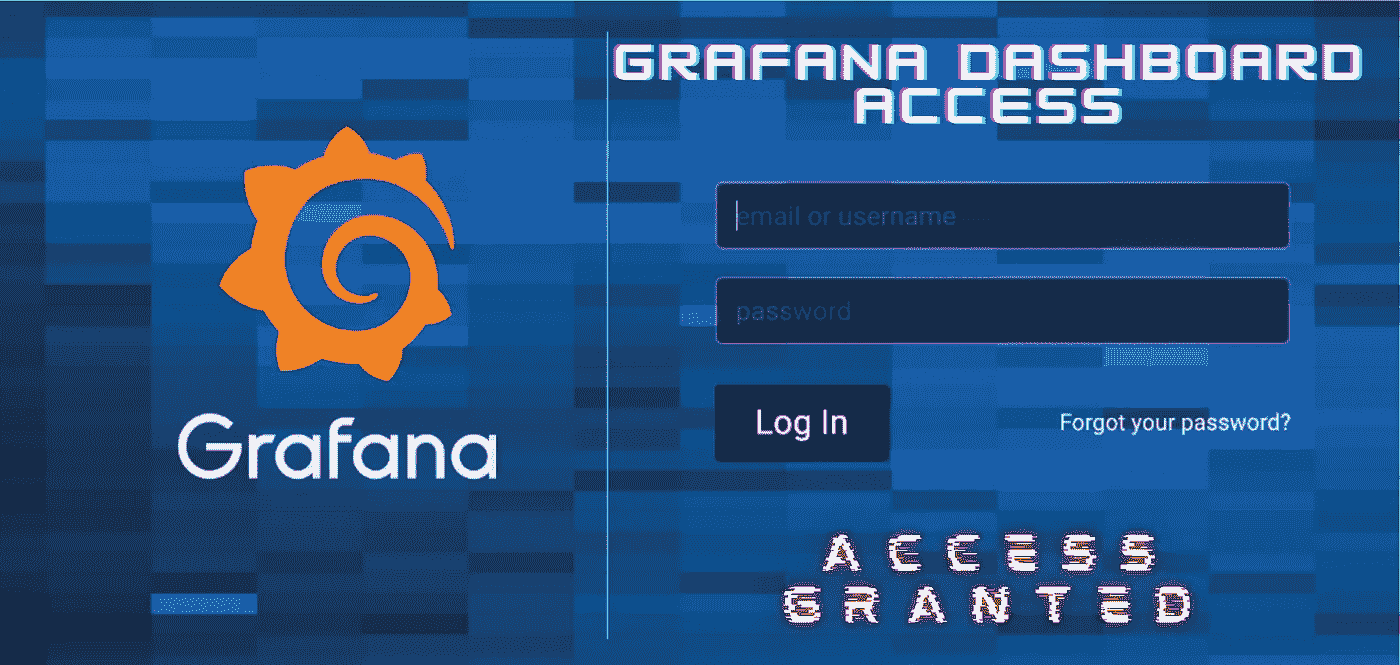 GRAFANA DASHBOARD
ACCESS
email or username
password
Log In
Forgot your password?
Grafana
ACCESS
GRANTED